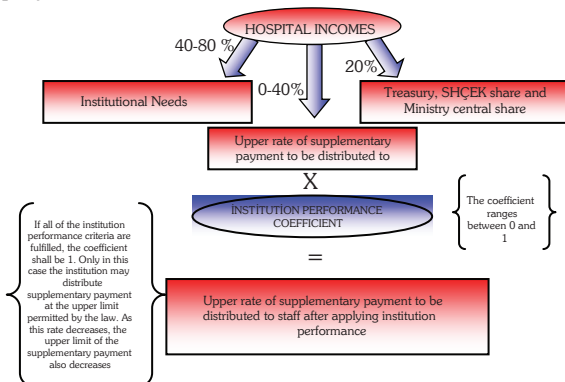 HOSPITAL INCOMES
40-80 %
0-40%
20%
Institutional Needs
Treasury, SHÇEK share and
Ministry central share
Upper rate of supplementary
payment to be distributed to
X
INSTITUTION PERFORMANCE
COEFFICIENT
The coefficient
ranges
between 0 and
1
=
If all of the
institution
performance criteria are
fulfilled, the coefficient
shall be 1. Only in this
case the institution may
distribute
supplementary payment
at the upper limit
permitted by the law. As
this rate decreases, the
upper limit of the
supplementary payment
also decreases
Upper rate of supplementary payment to be
distributed to staff after applying institution
performance